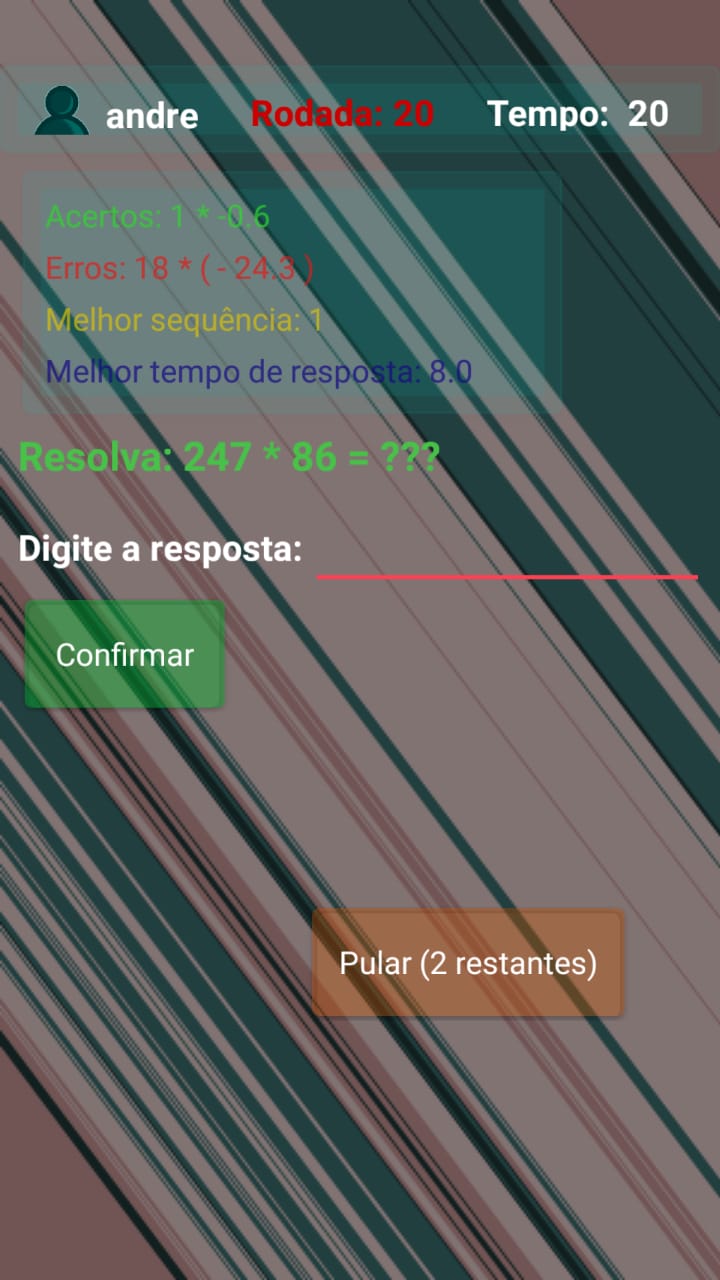 andre Rodada: 20 Tempo: 20
Acertos: 1 * -0.6
Erros: 18 * ( - 24.3 )
Melhor sequência: 1
Melhor tempo de resposta: 8.0
Resolva: 247 * 86 = ???
Digite a resposta:
Confirmar
Pular (2 restantes)